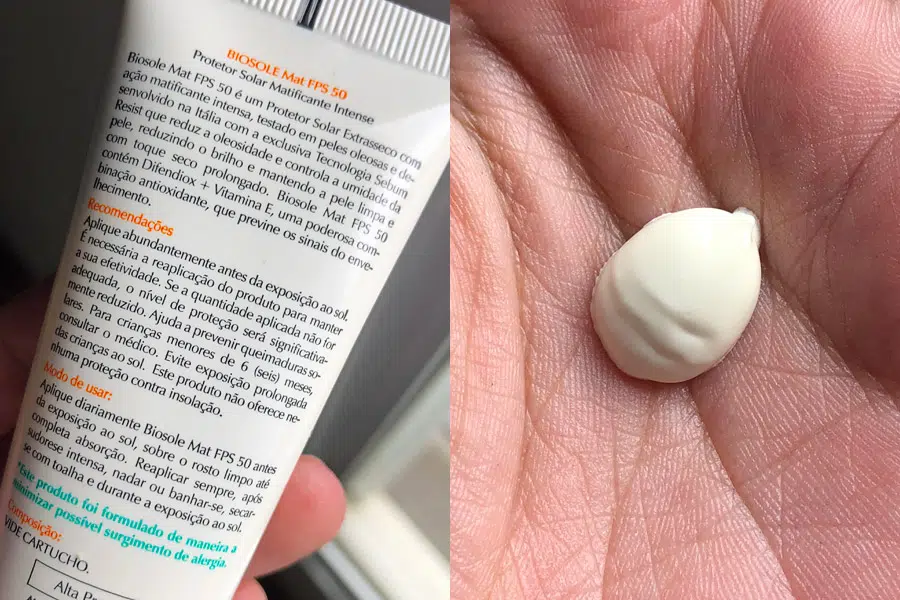 BIOSOLE Mat FPS 50
Protetor Solar Matificante Intense
Biosole Mat FPS 50 é um Protetor Solar Extrasseco com
ação matificante intensa, testado em peles oleosas e de-
senvolvido na Itália com a exclusiva Tecnologia Sebum
Resist que reduz a oleosidade e controla a umidade da
pele, reduzindo o brilho e mantendo a pele limpa e
com toque seco prolongado. Biosole Mat FPS 50
contém Difendiox + Vitamina E, uma poderosa com-
binação antioxidante, que previne os sinais do enve-
lhecimento.
Recomendações
Aplique abundantemente antes da exposição ao sol.
É necessária a reaplicação do produto para manter
a sua efetividade. Se a quantidade aplicada não for
adequada, o nível de proteção será significativa-
mente reduzido. Ajuda a prevenir queimaduras so-
lares. Para crianças menores de 6 (seis) meses,
consultar o médico. Evite exposição prolongada
das crianças ao sol. Este produto não oferece ne-
nhuma proteção contra insolação.
Modo de usar:
Aplique diariamente Biosole Mat FPS 50 antes
da exposição ao sol, sobre o rosto limpo até
completa absorção. Reaplicar sempre, após
sudorese intensa, nadar ou banhar-se, secar-
se com toalha e durante a exposição ao sol.
*Este produto foi formulado de maneira a
minimizar possível surgimento de alergia.
Composição:
VIDE CARTUCHO.
Alta